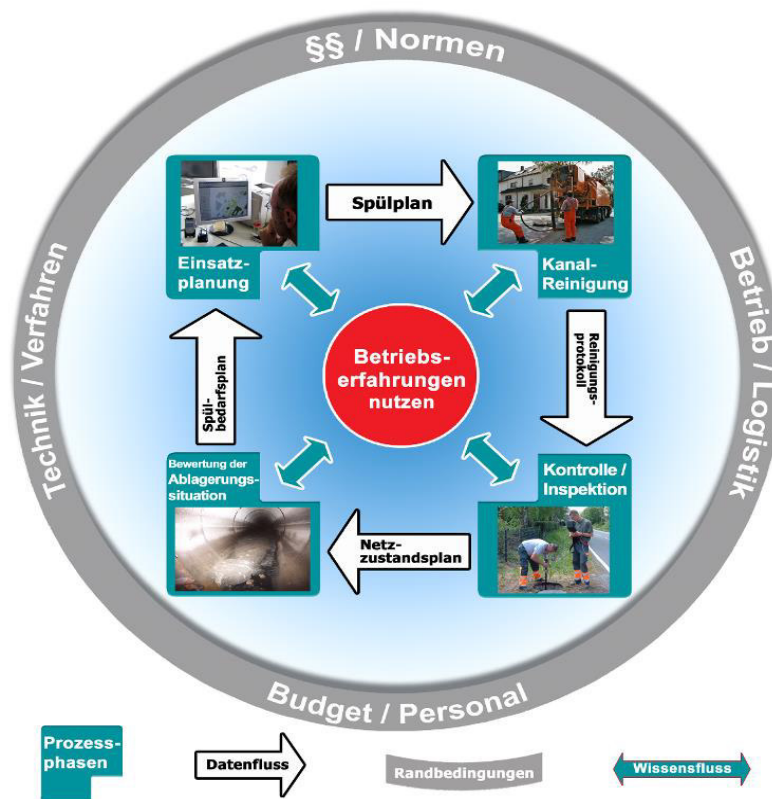 §§ / Normen
Technik / Verfahren
Betrieb / Logistik
Einsatz-
planung
Spülplan
Kanal-
Reinigung
Betriebs-
erfahrungen
nutzen
Reinigungs-
protokoll
Spül-
bedarfsplan
Bewertung der
Ablagerungs-
situation
Netz-
zustandsplan
Kontrolle /
Inspektion
Budget / Personal
Prozess-
phasen
Datenfluss
Randbedingungen
Wissensfluss